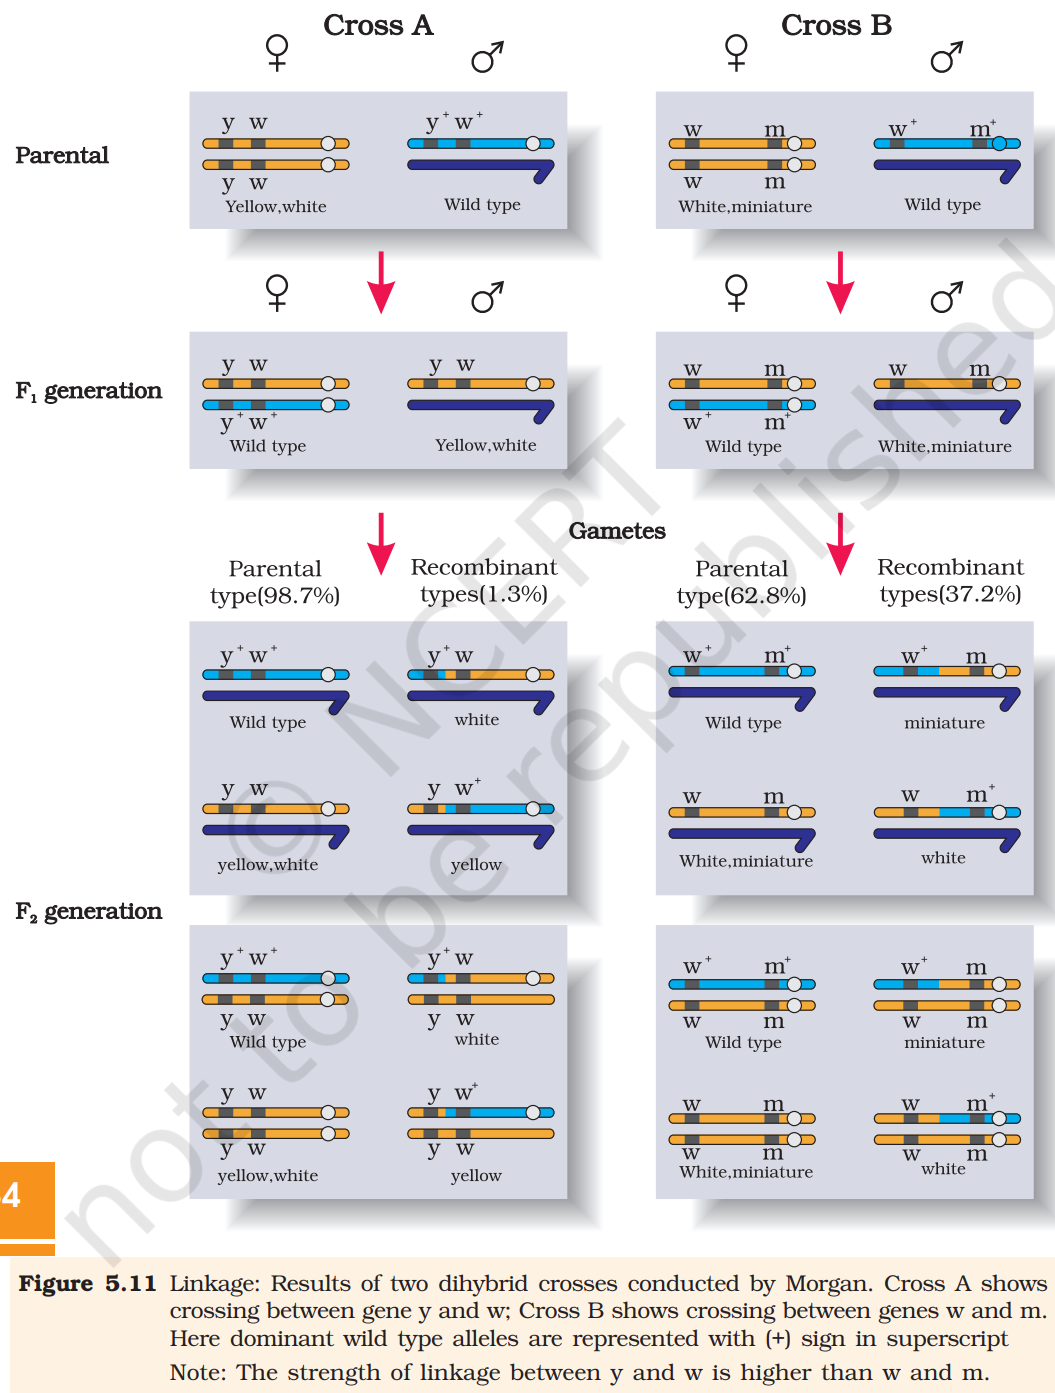 Cross A Cross B
♀ ♂ ♀ ♂
Parental
y w y⁺ w⁺ w m w⁺ m⁺
y w w m
Yellow,white Wild type White,miniature Wild type
♀ ♂ ♀ ♂
F₁ generation
y w y w w m w m
y⁺ w⁺ w⁺ m⁺
Wild type Yellow,white Wild type White,miniature
Gametes
Parental Recombinant Parental Recombinant
type(98.7%) types(1.3%) type(62.8%) types(37.2%)
y⁺ w⁺ y⁺ w w⁺ m⁺ w⁺ m
Wild type white Wild type miniature
y w y w⁺ w m w m⁺
yellow,white yellow White,miniature white
F₂ generation
y⁺ w⁺ y⁺ w w⁺ m⁺ w⁺ m
y w y w w m w m
Wild type white Wild type miniature
y w y w⁺ w m w m⁺
y w y w w m w m
yellow,white yellow White,miniature white
4
© NCERT
not to be republished
Figure 5.11 Linkage: Results of two dihybrid crosses conducted by Morgan. Cross A shows
crossing between gene y and w; Cross B shows crossing between genes w and m.
Here dominant wild type alleles are represented with (+) sign in superscript
Note: The strength of linkage between y and w is higher than w and m.